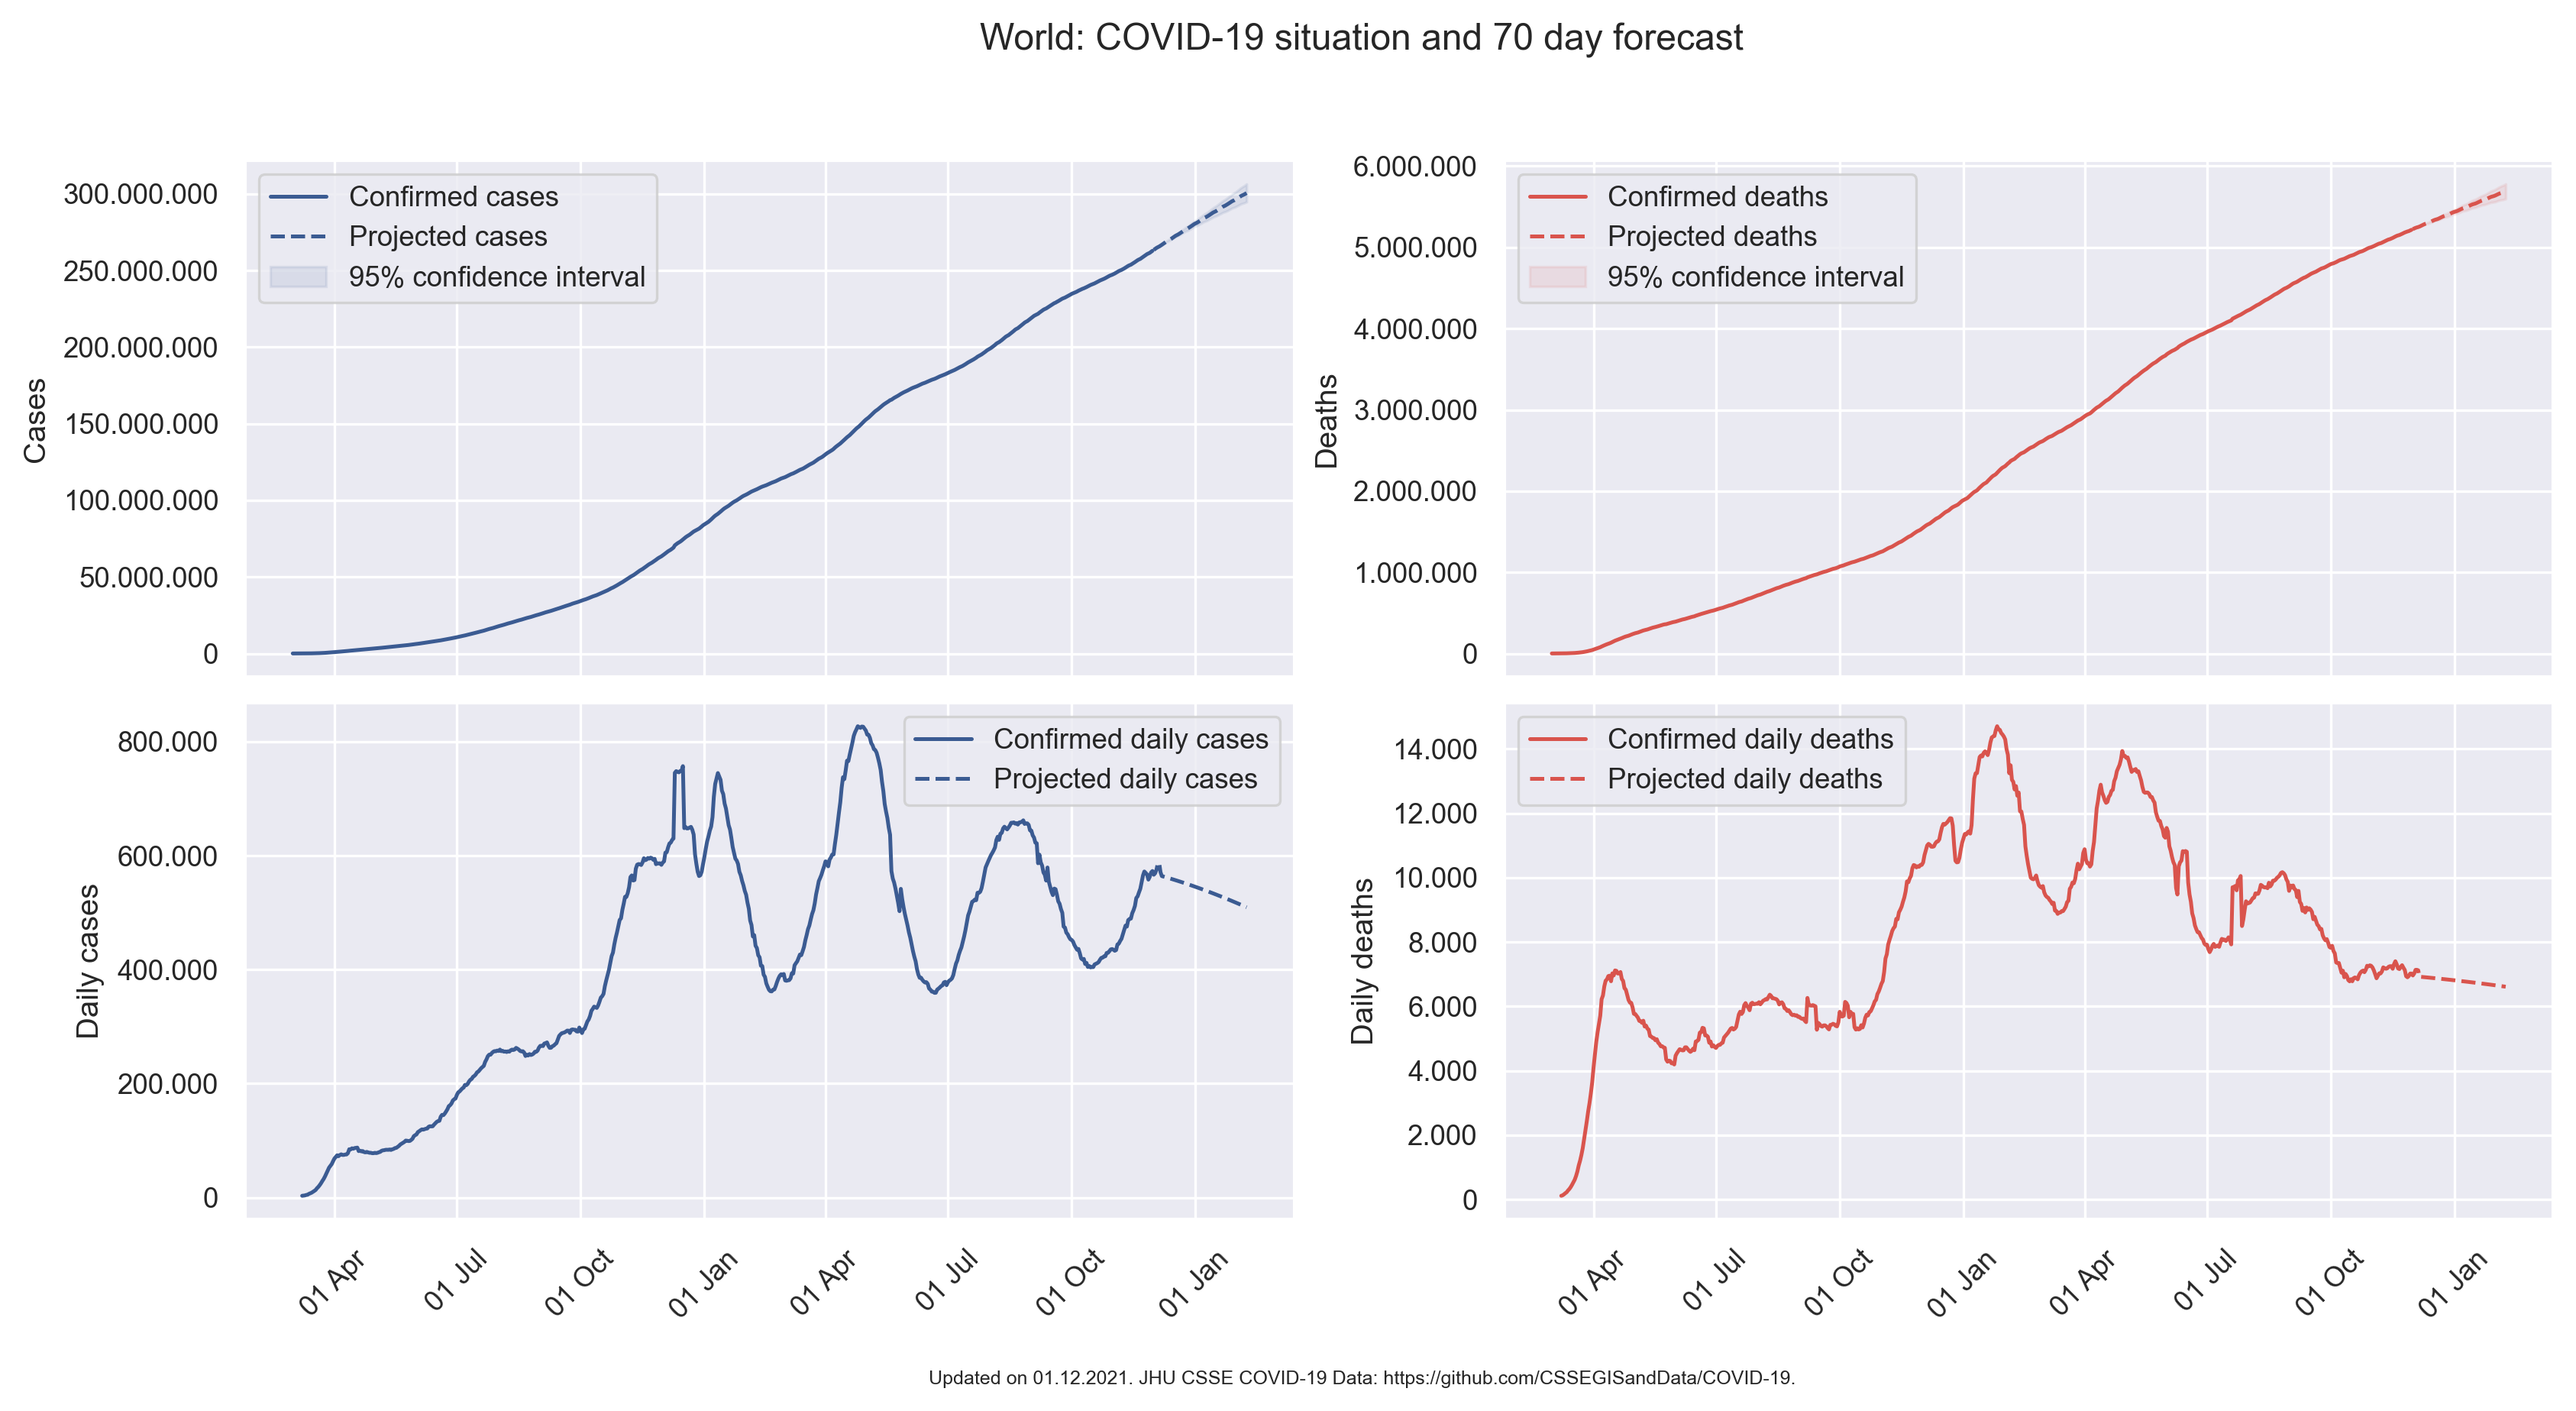 World: COVID-19 situation and 70 day forecast
Cases
300.000.000
250.000.000
200.000.000
150.000.000
100.000.000
50.000.000
0
Confirmed cases
Projected cases
95% confidence interval
Deaths
6.000.000
5.000.000
4.000.000
3.000.000
2.000.000
1.000.000
0
Confirmed deaths
Projected deaths
95% confidence interval
Daily cases
800.000
600.000
400.000
200.000
0
Confirmed daily cases
Projected daily cases
01 Apr
01 Jul
01 Oct
01 Jan
01 Apr
01 Jul
01 Oct
01 Jan
Daily deaths
14.000
12.000
10.000
8.000
6.000
4.000
2.000
0
Confirmed daily deaths
Projected daily deaths
01 Apr
01 Jul
01 Oct
01 Jan
01 Apr
01 Jul
01 Oct
01 Jan
Updated on 01.12.2021. JHU CSSE COVID-19 Data: https://github.com/CSSEGISandData/COVID-19.